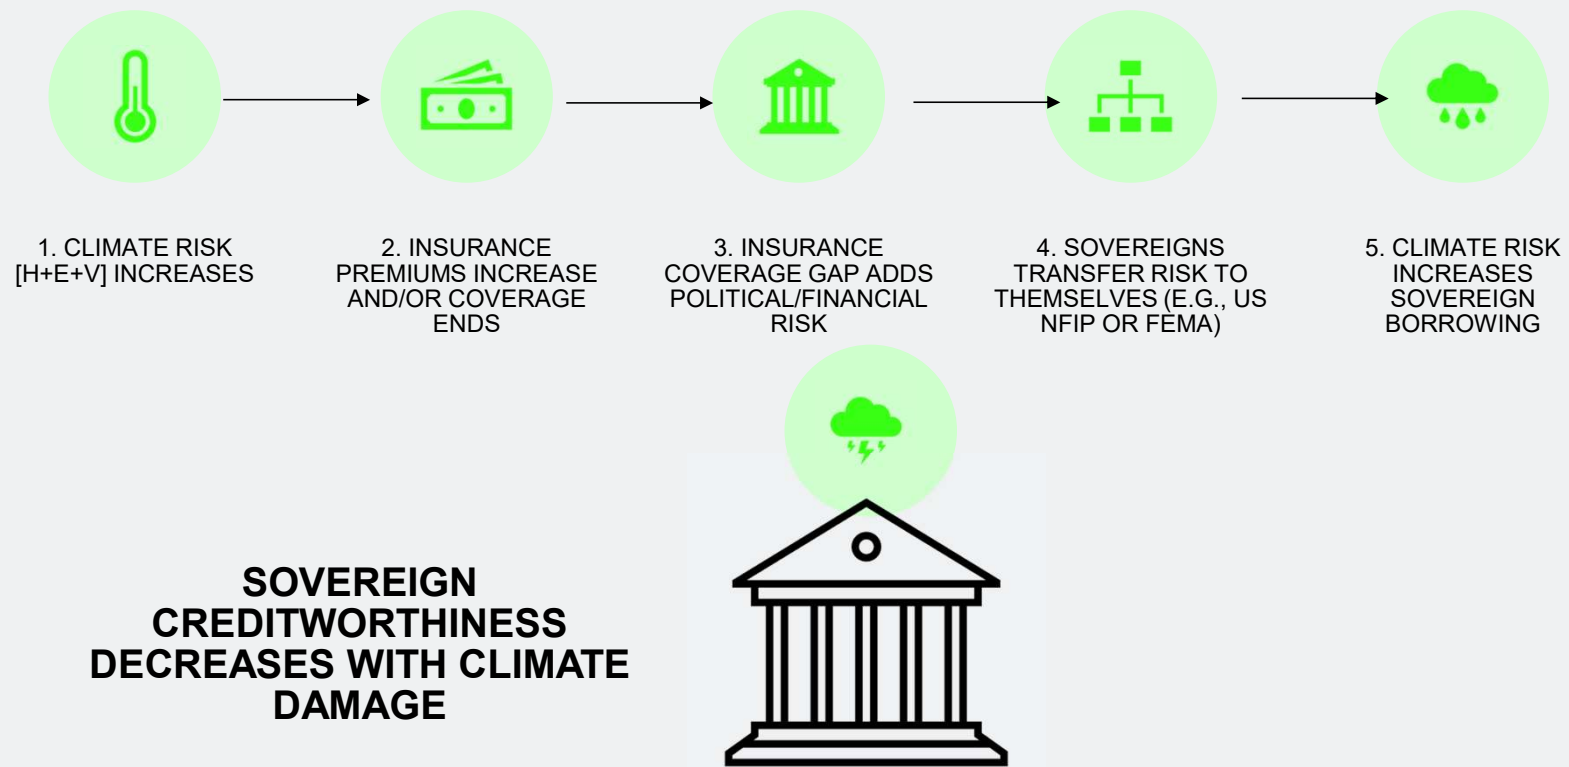 1. CLIMATE RISK
[H+E+V] INCREASES
2. INSURANCE
PREMIUMS INCREASE
AND/OR COVERAGE
ENDS
3. INSURANCE
COVERAGE GAP ADDS
POLITICAL/FINANCIAL
RISK
4. SOVEREIGNS
TRANSFER RISK TO
THEMSELVES (E.G., US
NFIP OR FEMA)
5. CLIMATE RISK
INCREASES
SOVEREIGN
BORROWING
SOVEREIGN
CREDITWORTHINESS
DECREASES WITH CLIMATE
DAMAGE